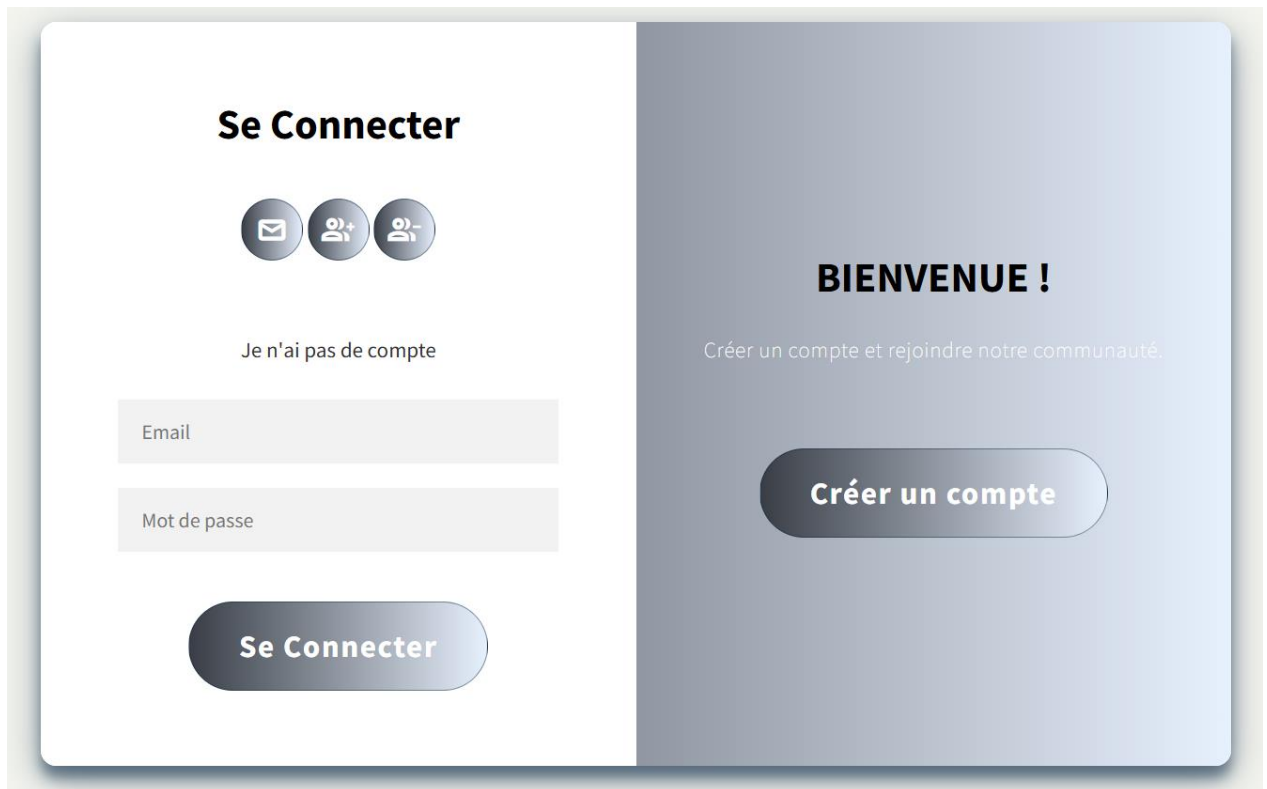 Se Connecter
Je n'ai pas de compte
Email
Mot de passe
Se Connecter
BIENVENUE !
Créer un compte et rejoindre notre communauté.
Créer un compte